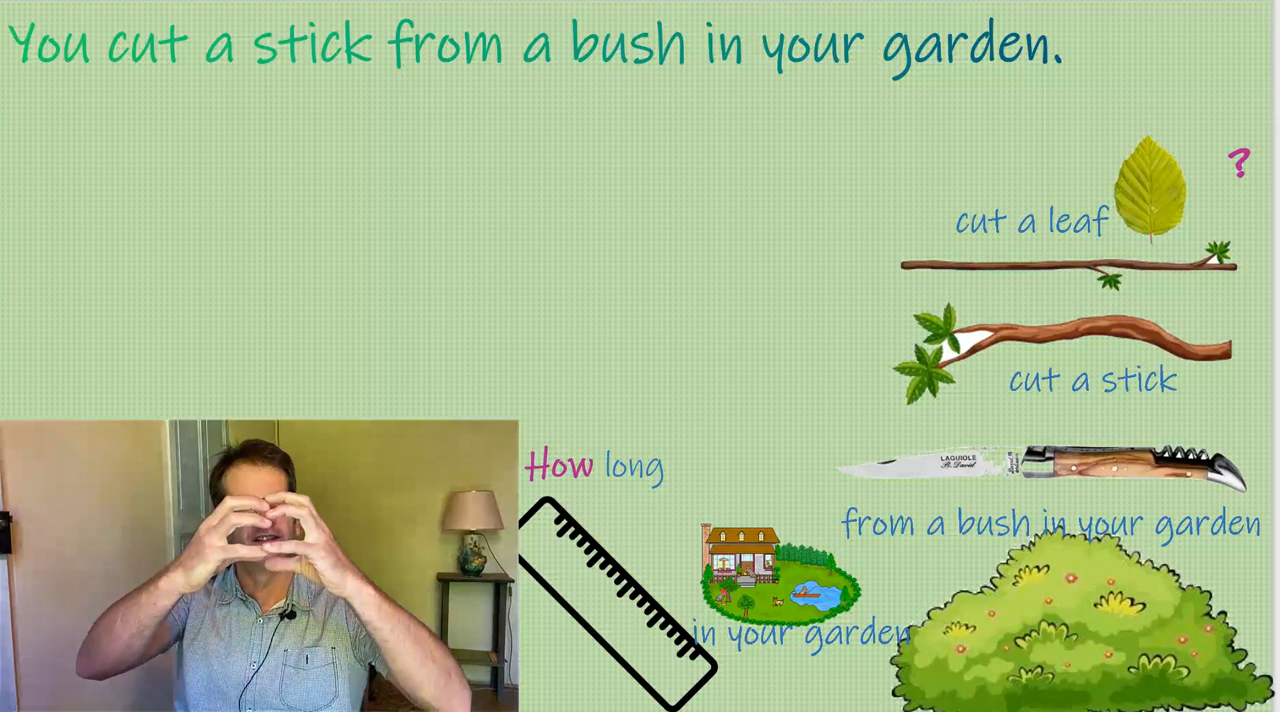 You cut a stick from a bush in your garden.
?
cut a leaf
cut a stick
How long
LAGUIOLE
from a bush in your garden
in your garden